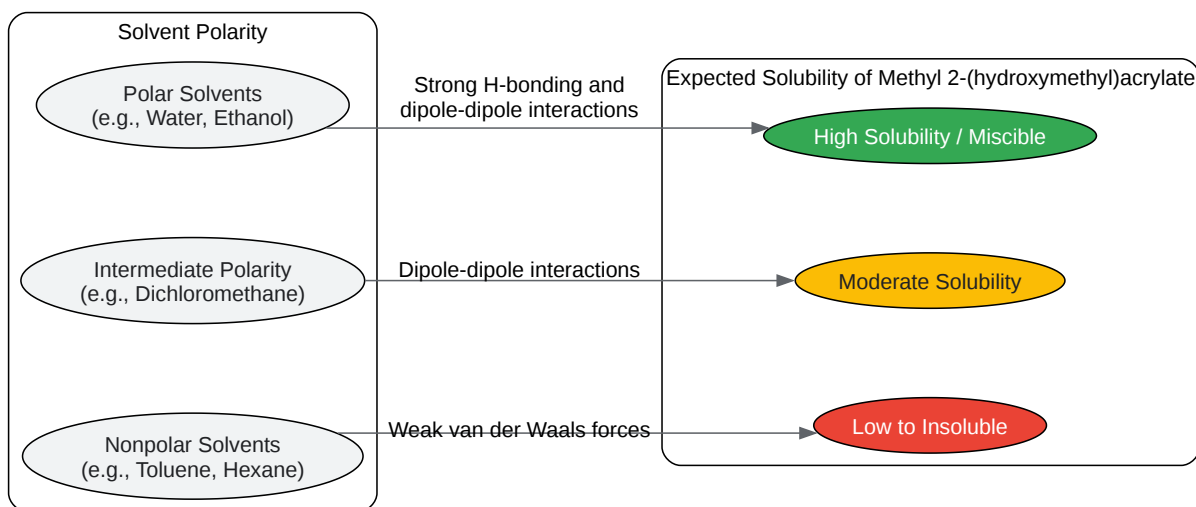 Solvent Polarity
Polar Solvents
(e.g., Water, Ethanol)
Strong H-bonding and
dipole-dipole interactions
Expected Solubility of Methyl 2-(hydroxymethyl)acrylate
High Solubility / Miscible
Intermediate Polarity
(e.g., Dichloromethane)
Dipole-dipole interactions
Moderate Solubility
Nonpolar Solvents
(e.g., Toluene, Hexane)
Weak van der Waals forces
Low to Insoluble